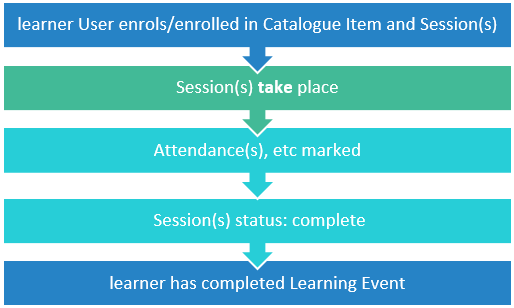 learner User enrols/enrolled in Catalogue Item and Session(s)
Session(s) take place
Attendance(s), etc marked
Session(s) status: complete
learner has completed Learning Event